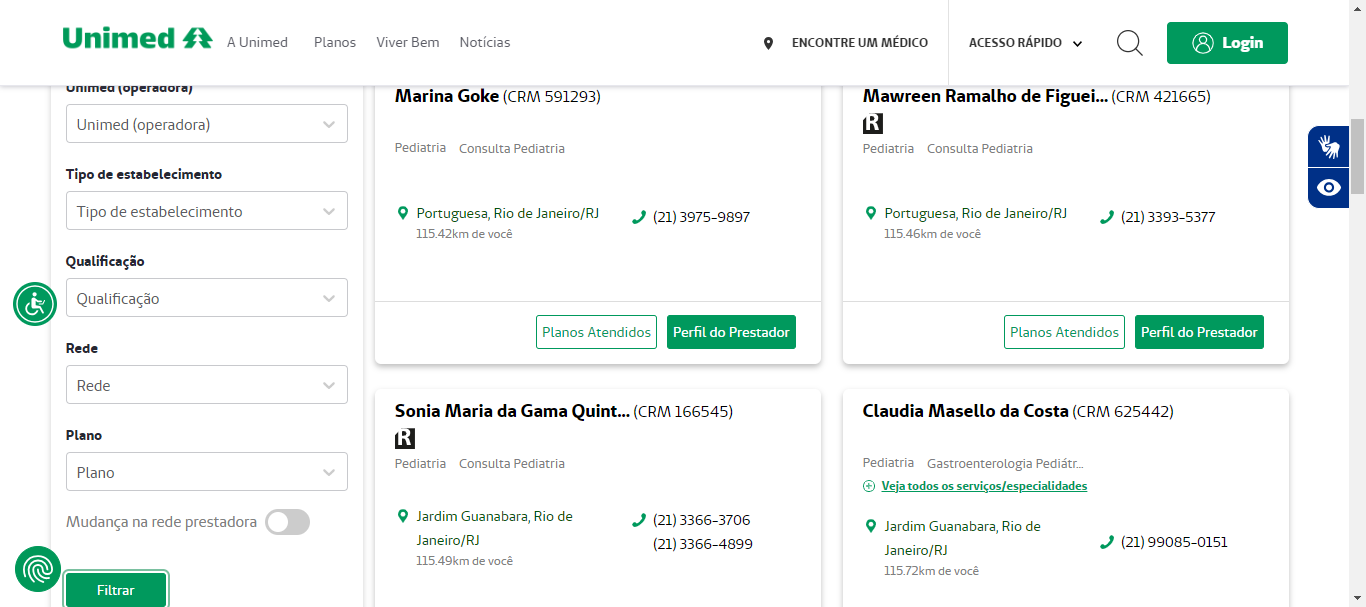 Unimed
A Unimed Planos Viver Bem Notícias
ENCONTRE UM MÉDICO
ACESSO RÁPIDO
Login
Unimed (operadora)
Unimed (operadora)
Tipo de estabelecimento
Tipo de estabelecimento
Qualificação
Qualificação
Rede
Rede
Plano
Plano
Mudança na rede prestadora
Filtrar
Marina Goke (CRM 591293)
Pediatria Consulta Pediatria
Portuguesa, Rio de Janeiro/RJ
115.42km de você
(21) 3975-9897
Planos Atendidos
Perfil do Prestador
Mawreen Ramalho de Figuei... (CRM 421665)
R
Pediatria Consulta Pediatria
Portuguesa, Rio de Janeiro/RJ
115.46km de você
(21) 3393-5377
Planos Atendidos
Perfil do Prestador
Sonia Maria da Gama Quint... (CRM 166545)
R
Pediatria Consulta Pediatria
Jardim Guanabara, Rio de
Janeiro/RJ
115.49km de você
(21) 3366-3706
(21) 3366-4899
Claudia Masello da Costa (CRM 625442)
Pediatria Gastroenterologia Pediátr...
Veja todos os serviços/especialidades
Jardim Guanabara, Rio de
Janeiro/RJ
115.72km de você
(21) 99085-0151